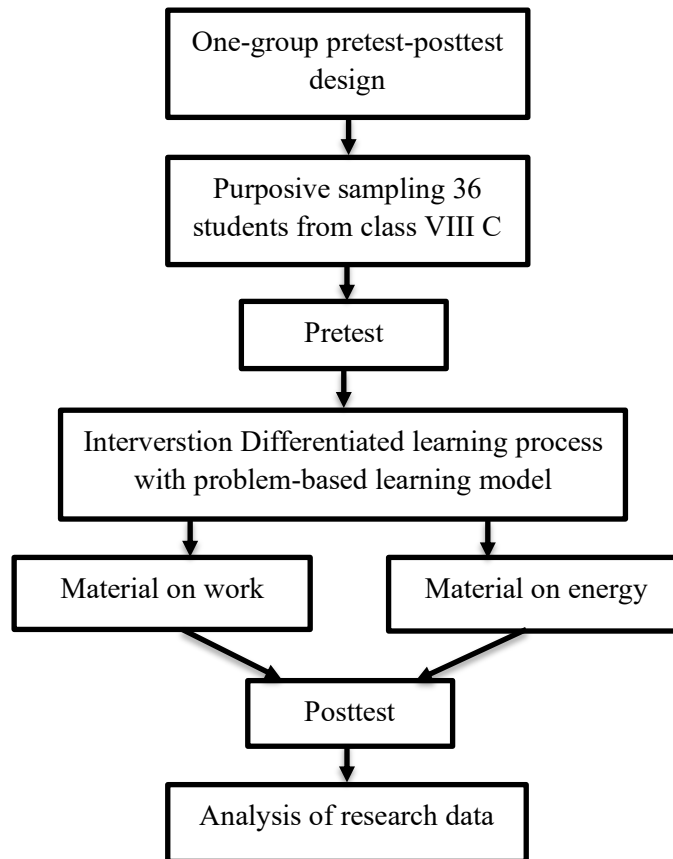 One-group pretest-posttest
design
Purposive sampling 36
students from class VIII C
Pretest
Interverstion Differentiated learning process
with problem-based learning model
Material on work
Material on energy
Posttest
Analysis of research data